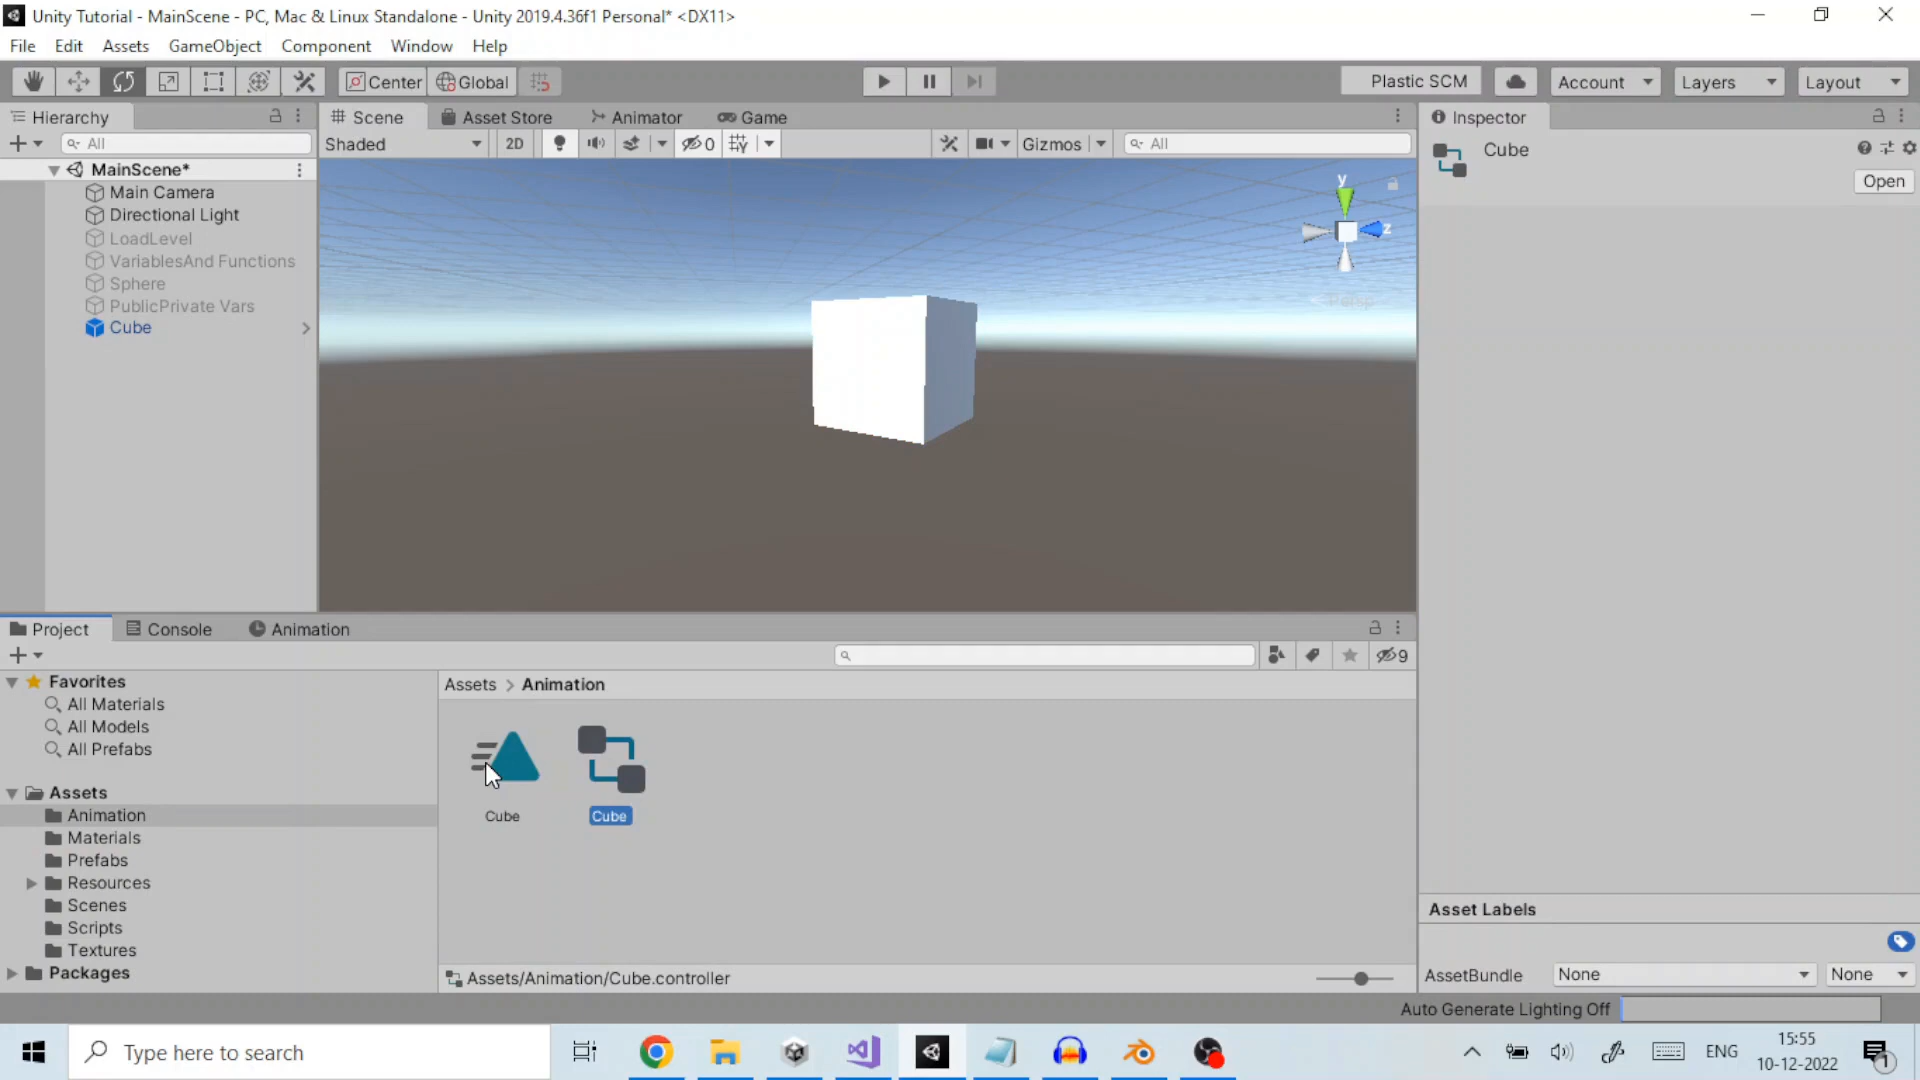 Unity Tutorial - MainScene - PC, Mac & Linux Standalone - Unity 2019.4.36f1 Personal* <DX11>
File Edit Assets GameObject Component Window Help
Center Global Plastic SCM Account Layers Layout
Hierarchy Scene Asset Store Animator Game Inspector
All Shaded 2D 0 Gizmos All Cube
Open
MainScene*
Main Camera
Directional Light
LoadLevel
VariablesAnd Functions
Sphere
PublicPrivate Vars
Cube
y
z
Persp
Project Console Animation
9
Favorites
All Materials
All Models
All Prefabs
Assets
Animation
Materials
Prefabs
Resources
Scenes
Scripts
Textures
Packages
Assets > Animation
Cube Cube
Assets/Animation/Cube.controller
Asset Labels
AssetBundle None None
Auto Generate Lighting Off
Type here to search
ENG
15:55
10-12-2022
1